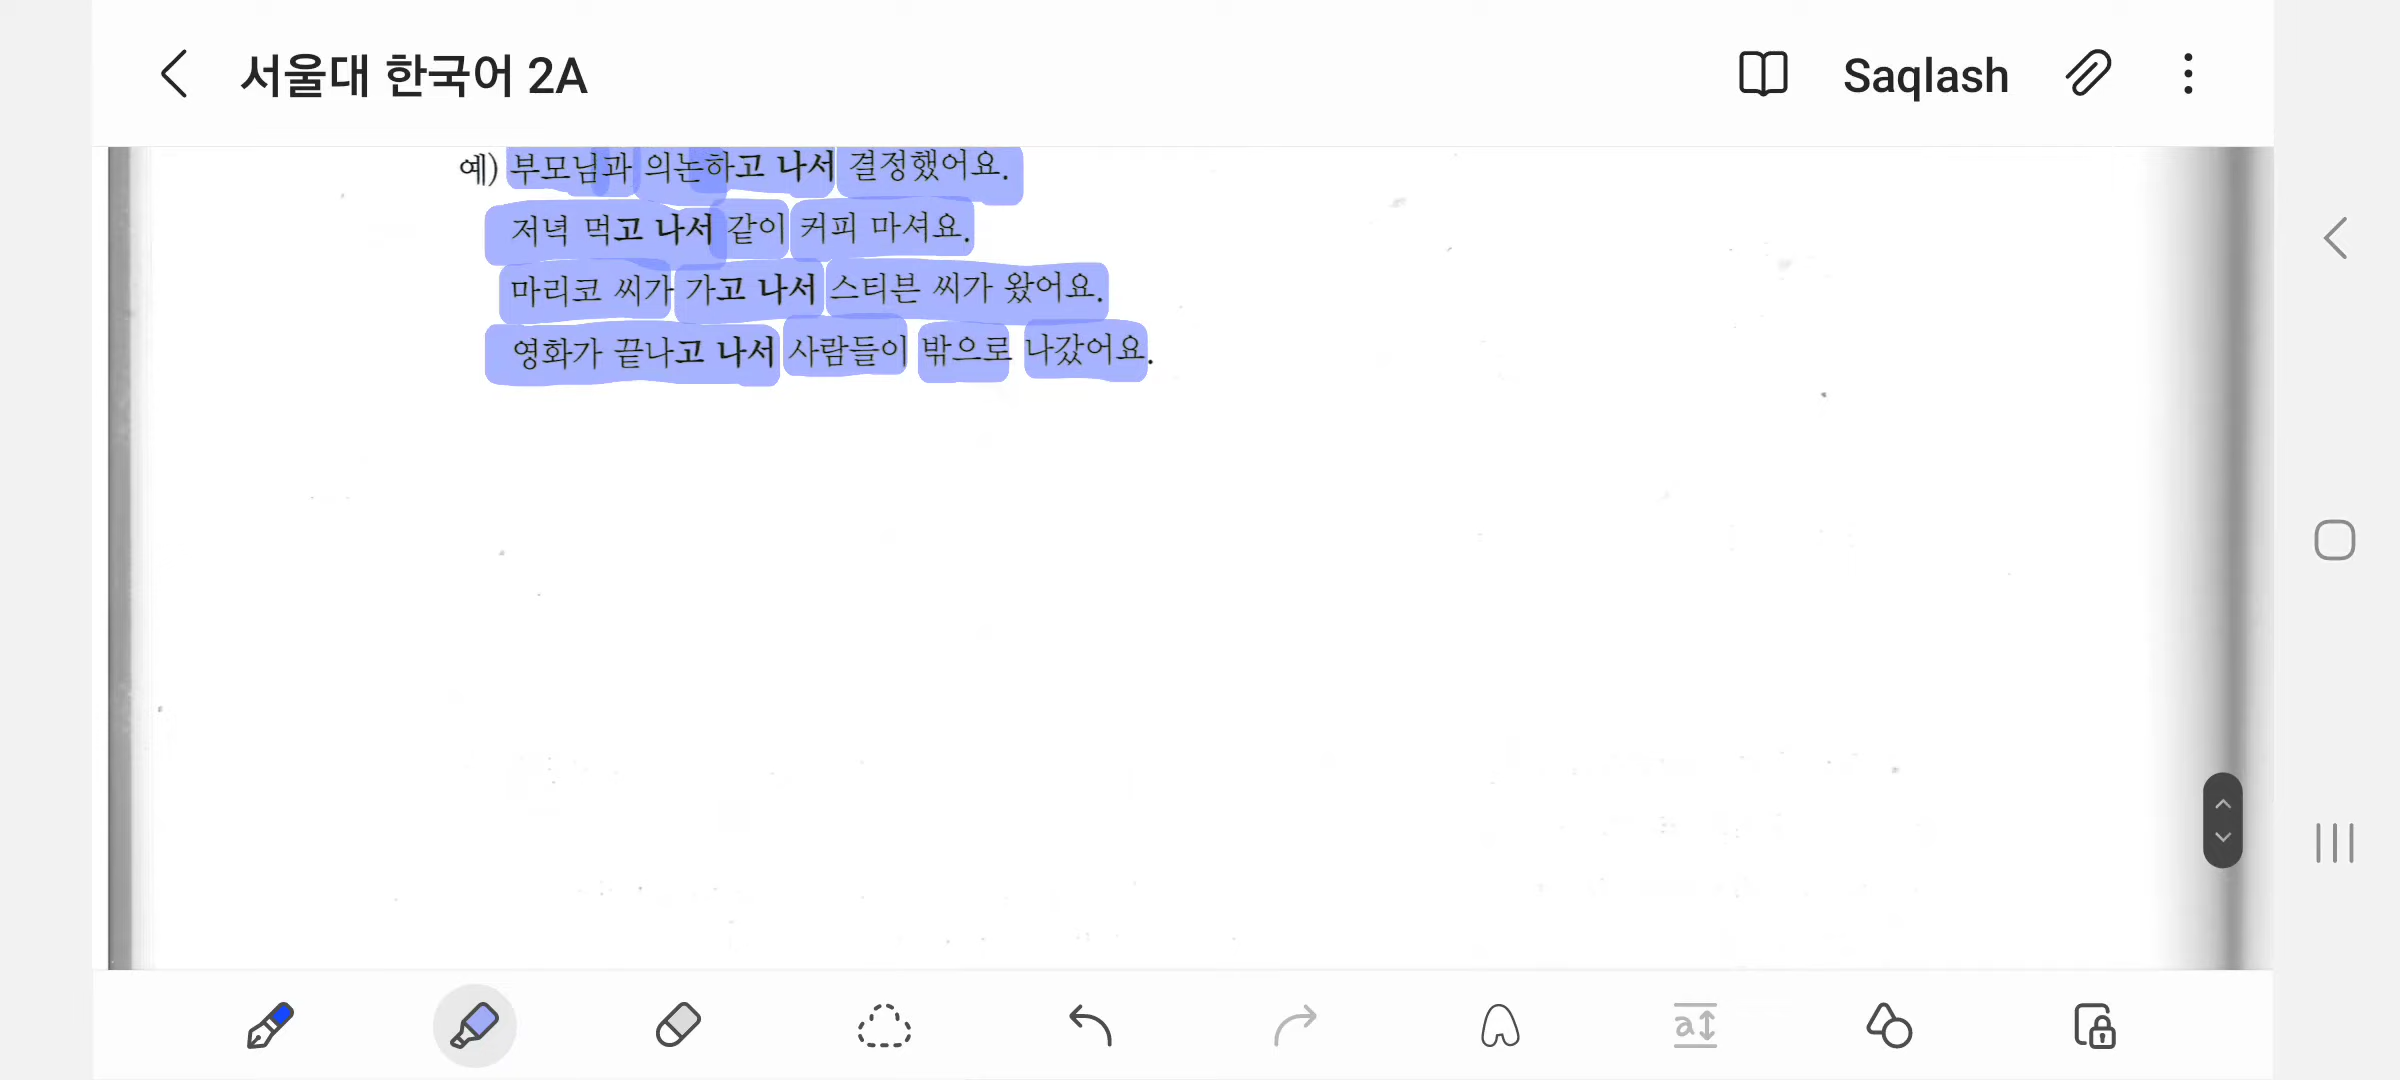 서울대 한국어 2A
Saqlash
예) 부모님과 의논하고 나서 결정했어요.
저녁 먹고 나서 같이 커피 마셔요.
마리코 씨가 가고 나서 스티븐 씨가 왔어요.
영화가 끝나고 나서 사람들이 밖으로 나갔어요.